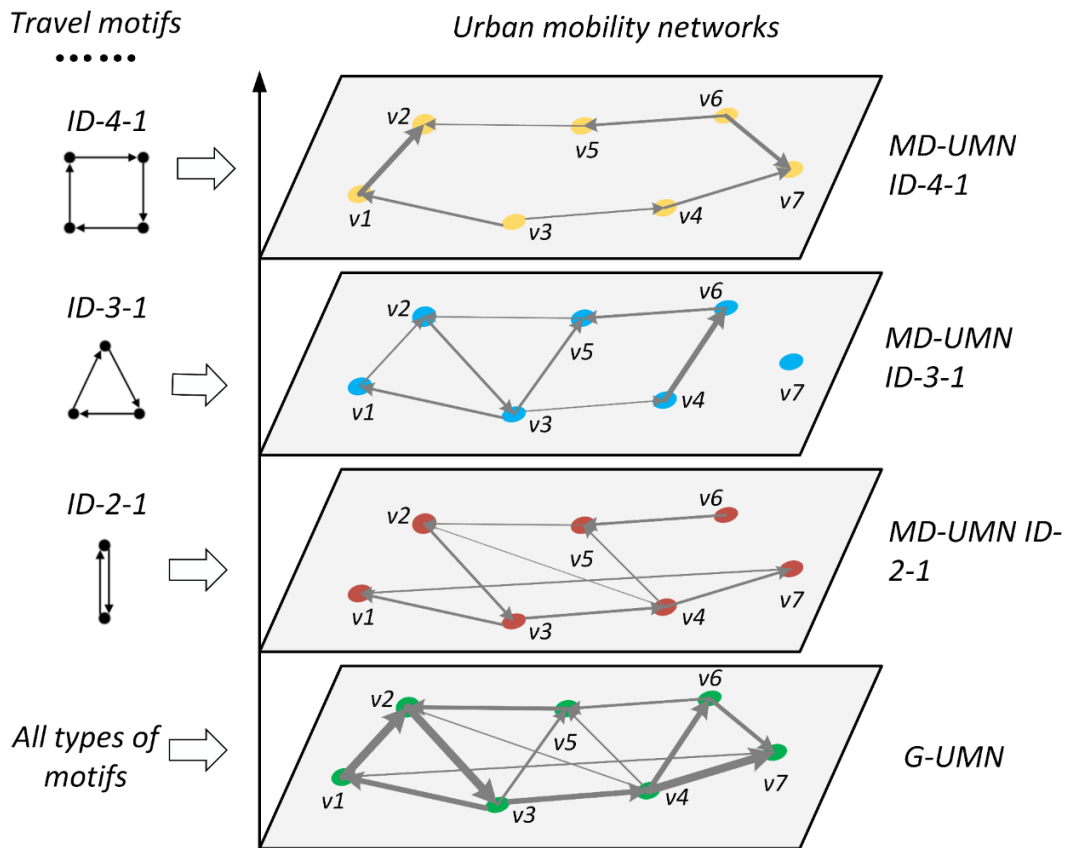 Travel motifs
Urban mobility networks
ID-4-1
v2
v6
v5
v1
v3
v4
v7
MD-UMN
ID-4-1
ID-3-1
v2
v6
v5
v1
v3
v4
v7
MD-UMN
ID-3-1
ID-2-1
v2
v6
v5
v1
v3
v4
v7
MD-UMN ID-
2-1
All types of
motifs
v2
v6
v5
v1
v3
v4
v7
G-UMN